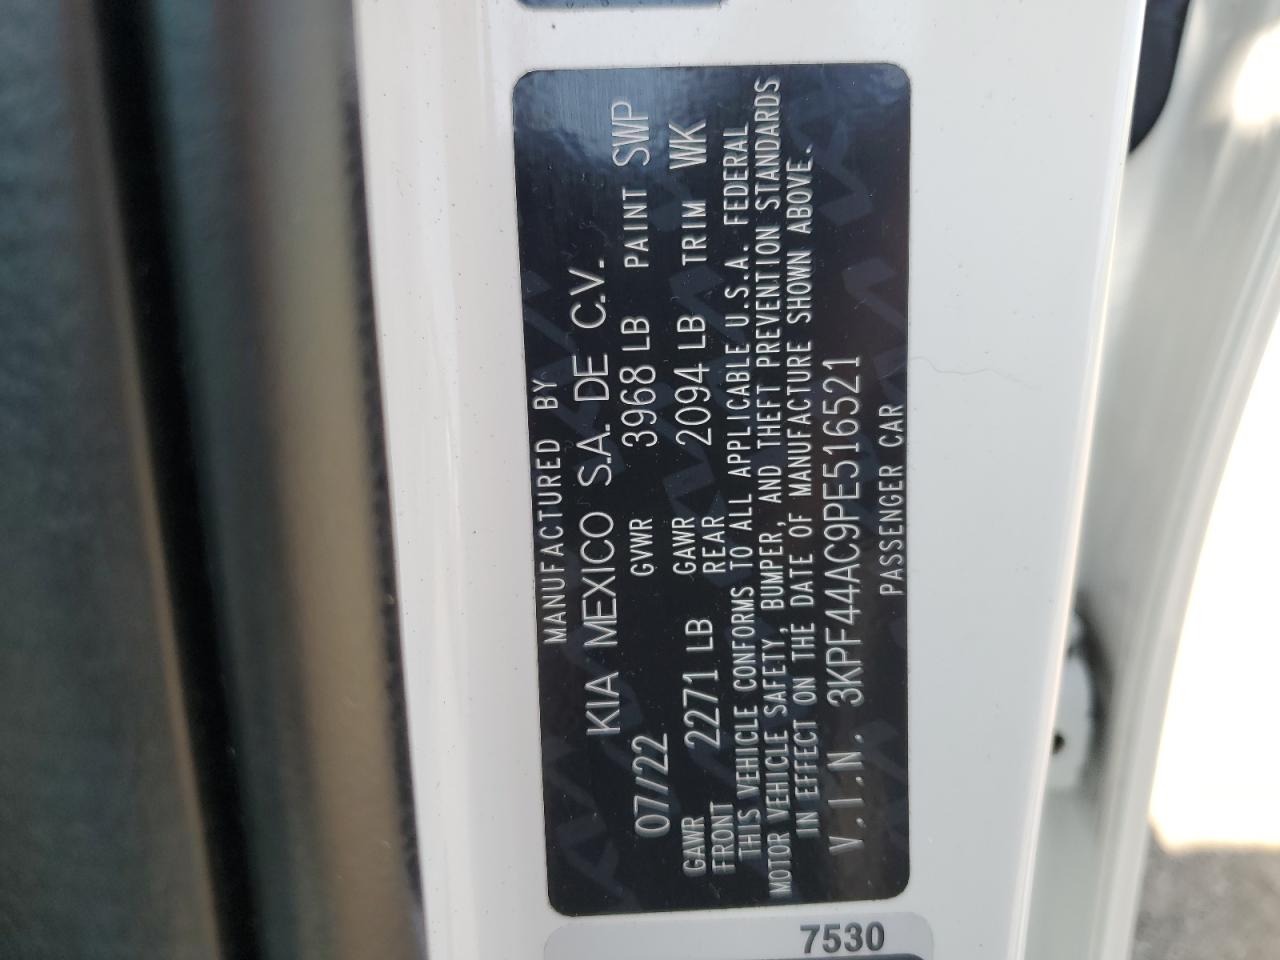 MANUFACTURED BY
KIA MEXICO S.A. DE C.V.
07/22 GVWR 3968 LB PAINT SWP
GAWR FRONT 2271 LB GAWR REAR 2094 LB TRIM WK
THIS VEHICLE CONFORMS TO ALL APPLICABLE U.S.A. FEDERAL
MOTOR VEHICLE SAFETY, BUMPER, AND THEFT PREVENTION STANDARDS
IN EFFECT ON THE DATE OF MANUFACTURE SHOWN ABOVE.
V.I.N. 3KPF44AC9PE516521
PASSENGER CAR
7530